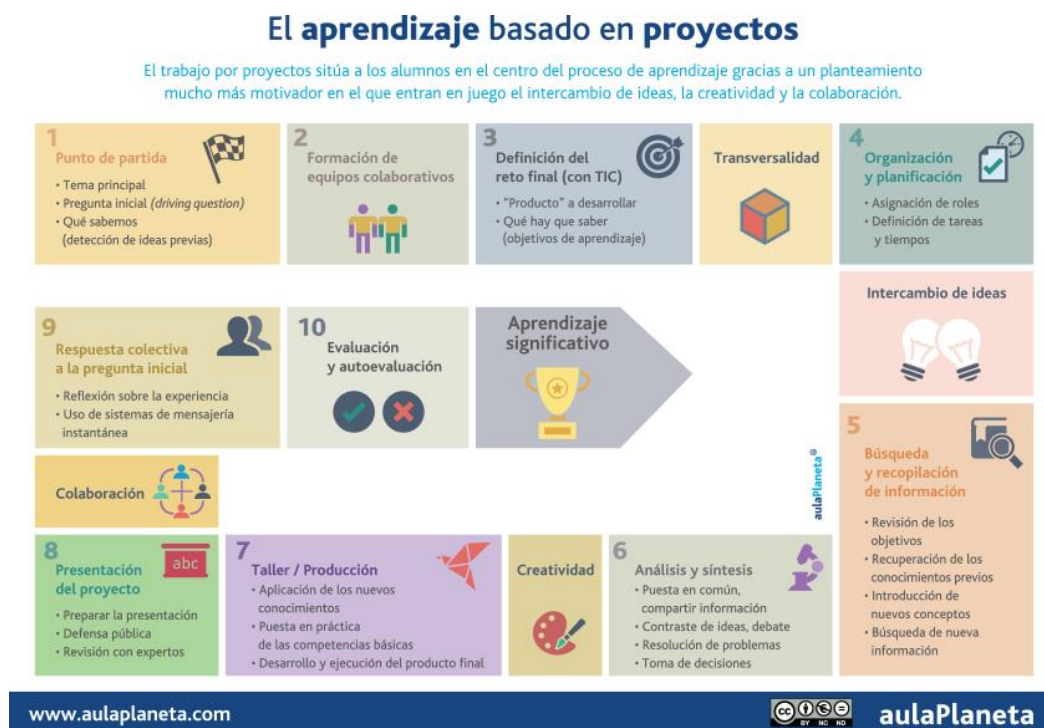 El aprendizaje basado en proyectos
El trabajo por proyectos sitúa a los alumnos en el centro del proceso de aprendizaje gracias a un planteamiento
mucho más motivador en el que entran en juego el intercambio de ideas, la creatividad y la colaboración.
1
Punto de partida
• Tema principal
• Pregunta inicial (driving question)
• Qué sabemos
(detección de ideas previas)
2
Formación de
equipos colaborativos
3
Definición del
reto final (con TIC)
• "Producto" a desarrollar
• Qué hay que saber
(objetivos de aprendizaje)
Transversalidad
4
Organización
y planificación
• Asignación de roles
• Definición de tareas
y tiempos
Intercambio de ideas
5
Búsqueda
y recopilación
de información
• Revisión de los
objetivos
• Recuperación de los
conocimientos previos
• Introducción de
nuevos conceptos
• Búsqueda de nueva
información
6
Análisis y síntesis
• Puesta en común,
compartir información
• Contraste de ideas, debate
• Resolución de problemas
• Toma de decisiones
Creatividad
7
Taller / Producción
• Aplicación de los nuevos
conocimientos
• Puesta en práctica
de las competencias básicas
• Desarrollo y ejecución del producto final
8
abc
Presentación
del proyecto
• Preparar la presentación
• Defensa pública
• Revisión con expertos
Colaboración
9
Respuesta colectiva
a la pregunta inicial
• Reflexión sobre la experiencia
• Uso de sistemas de mensajería
instantánea
10
Evaluación
y autoevaluación
Aprendizaje
significativo
aulaPlaneta
www.aulaplaneta.com
cc
BY NC ND
aulaPlaneta